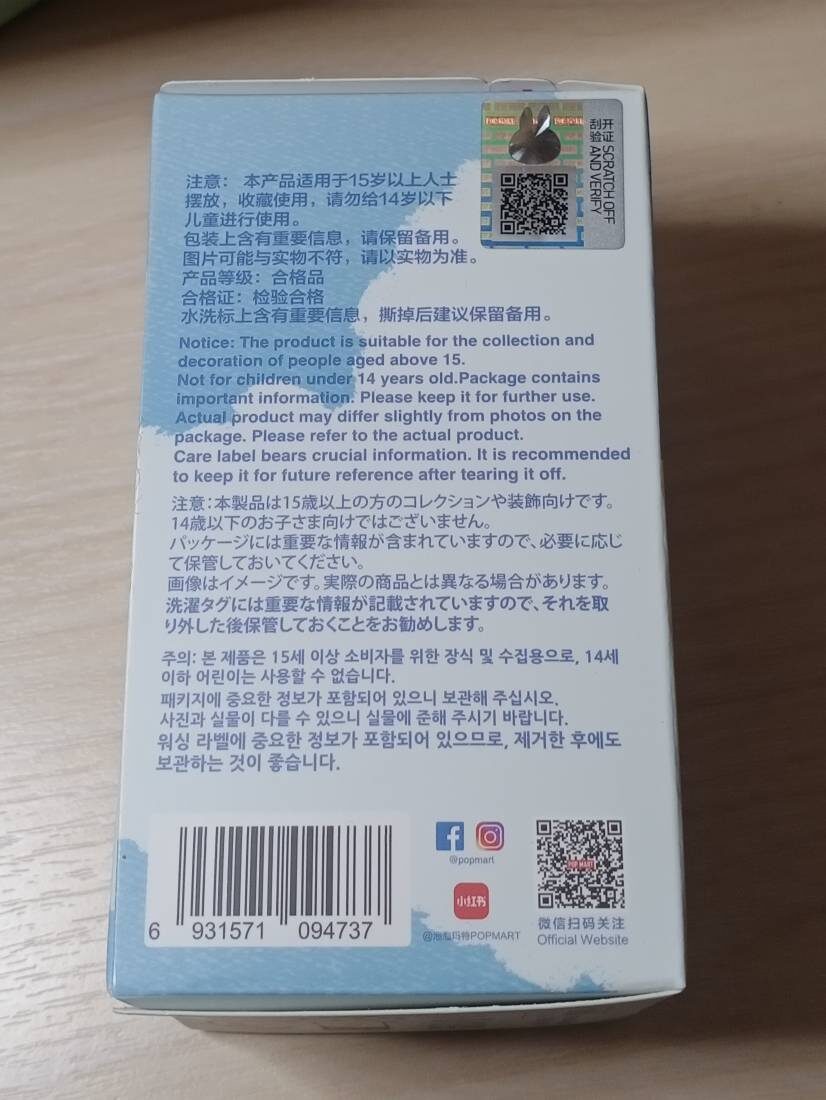 刮开
验证
SCRATCH OFF
AND VERIFY
注意： 本产品适用于15岁以上人士
摆放，收藏使用，请勿给14岁以下
儿童进行使用。
包装上含有重要信息，请保留备用。
图片可能与实物不符，请以实物为准。
产品等级：合格品
合格证：检验合格
水洗标上含有重要信息，撕掉后建议保留备用。
Notice: The product is suitable for the collection and
decoration of people aged above 15.
Not for children under 14 years old.Package contains
important information. Please keep it for further use.
Actual product may differ slightly from photos on the
package. Please refer to the actual product.
Care label bears crucial information. It is recommended
to keep it for future reference after tearing it off.
注意：本製品は15歳以上の方のコレクションや装飾向けです。
14歳以下のお子さま向けではございません。
パッケージには重要な情報が含まれていますので、必要に応じ
て保管しておいてください。
画像はイメージです。実際の商品とは異なる場合があります。
洗濯タグには重要な情報が記載されていますので、それを取
り外した後保管しておくことをお勧めします。
주의: 본 제품은 15세 이상 소비자를 위한 장식 및 수집용으로, 14세
이하 어린이는 사용할 수 없습니다.
패키지에 중요한 정보가 포함되어 있으니 보관해 주십시오.
사진과 실물이 다를 수 있으니 실물에 준해 주시기 바랍니다.
워싱 라벨에 중요한 정보가 포함되어 있으므로, 제거한 후에도
보관하는 것이 좋습니다.
6 931571 094737
@popmart
小红书
@泡泡玛特POPMART
POP MART
微信扫码关注
Official Website